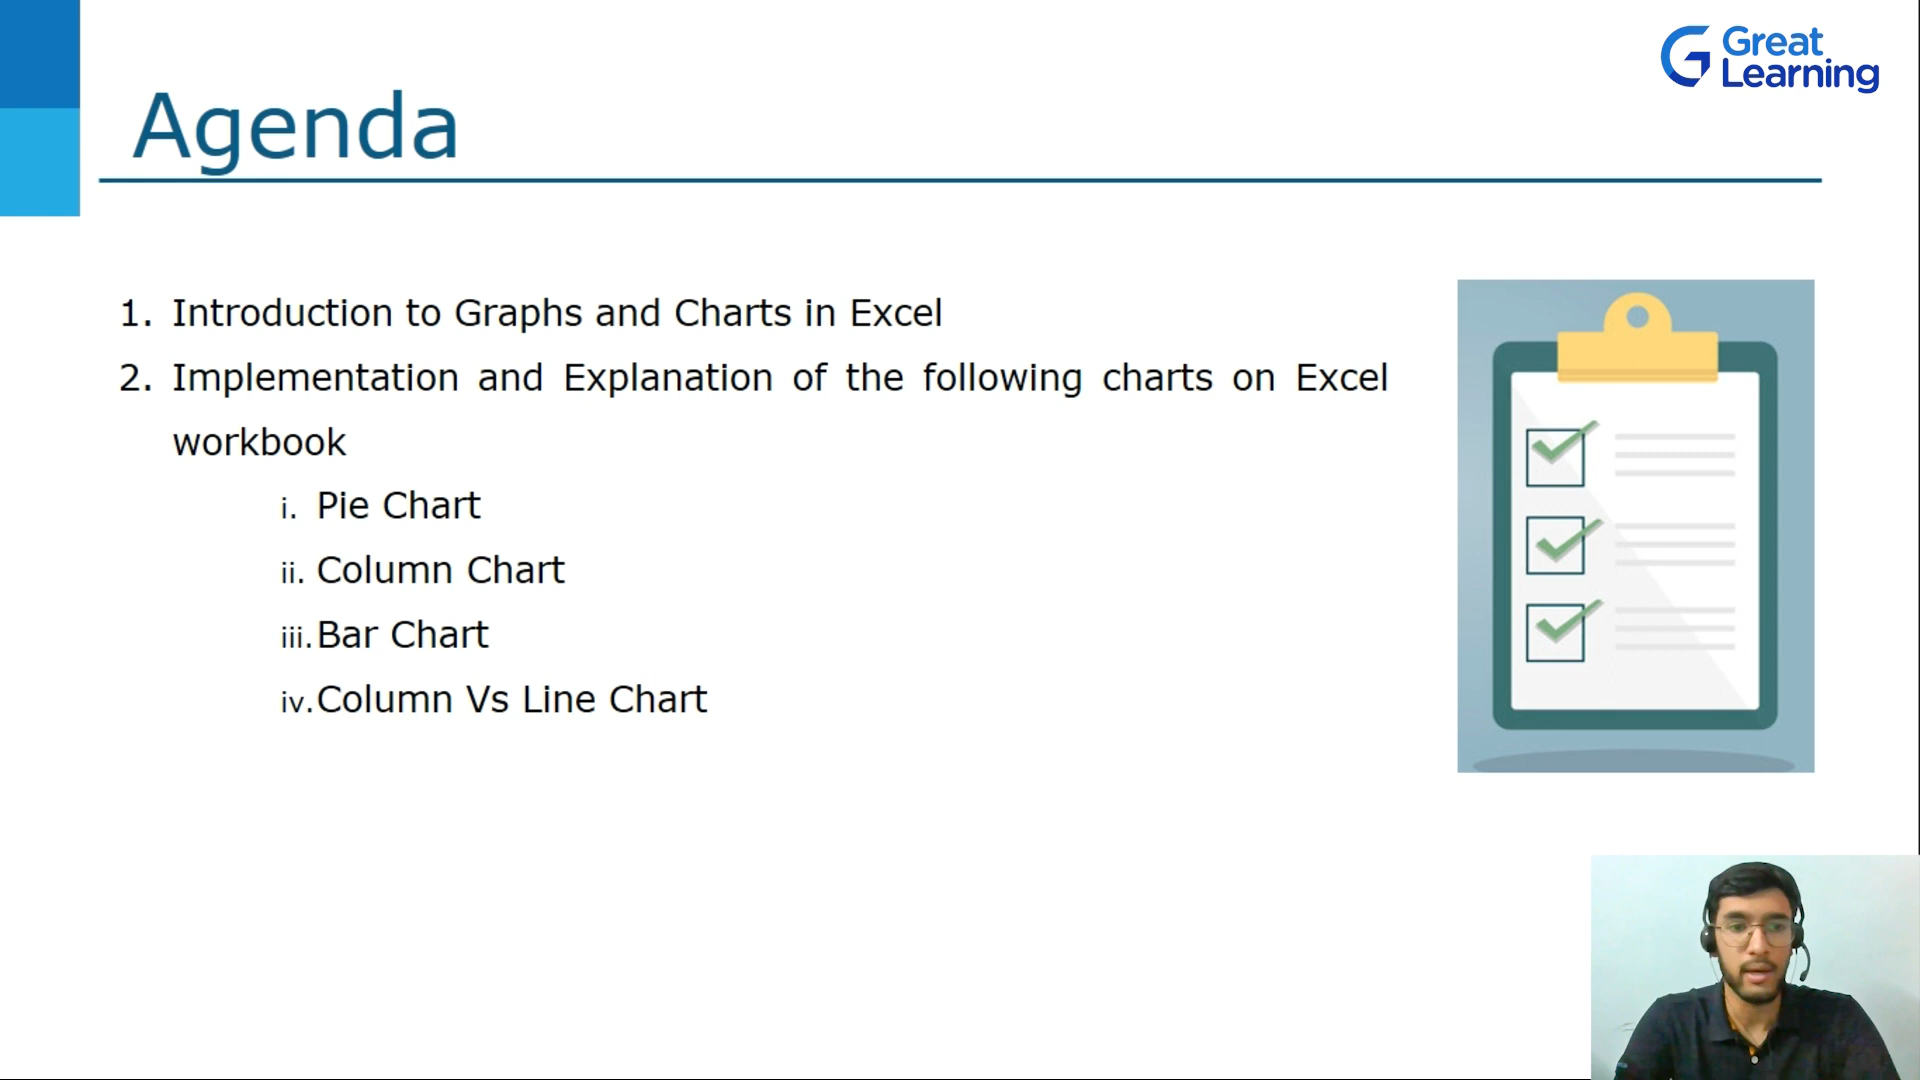 Great
Learning
Agenda
1. Introduction to Graphs and Charts in Excel
2. Implementation and Explanation of the following charts on Excel
workbook
i. Pie Chart
ii. Column Chart
iii. Bar Chart
iv. Column Vs Line Chart